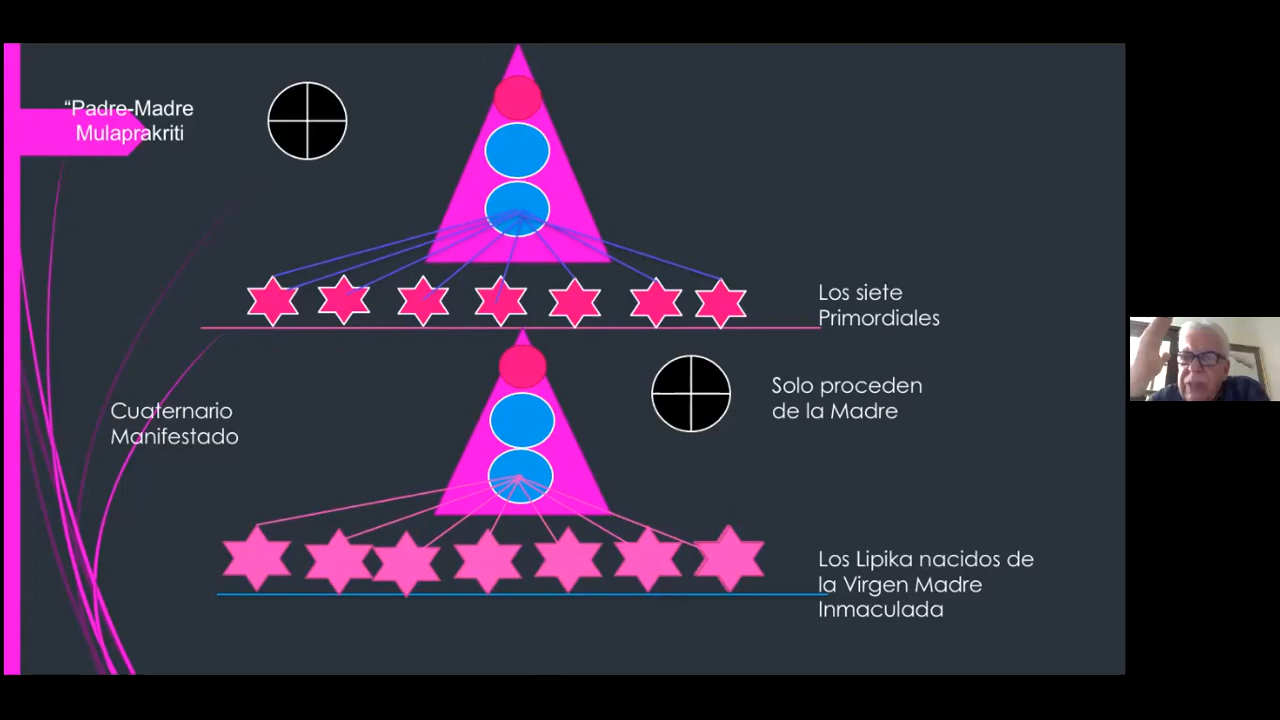 “Padre-Madre
Mulaprakriti
Los siete
Primordiales
Solo proceden
de la Madre
Cuaternario
Manifestado
Los Lipika nacidos de
la Virgen Madre
Inmaculada